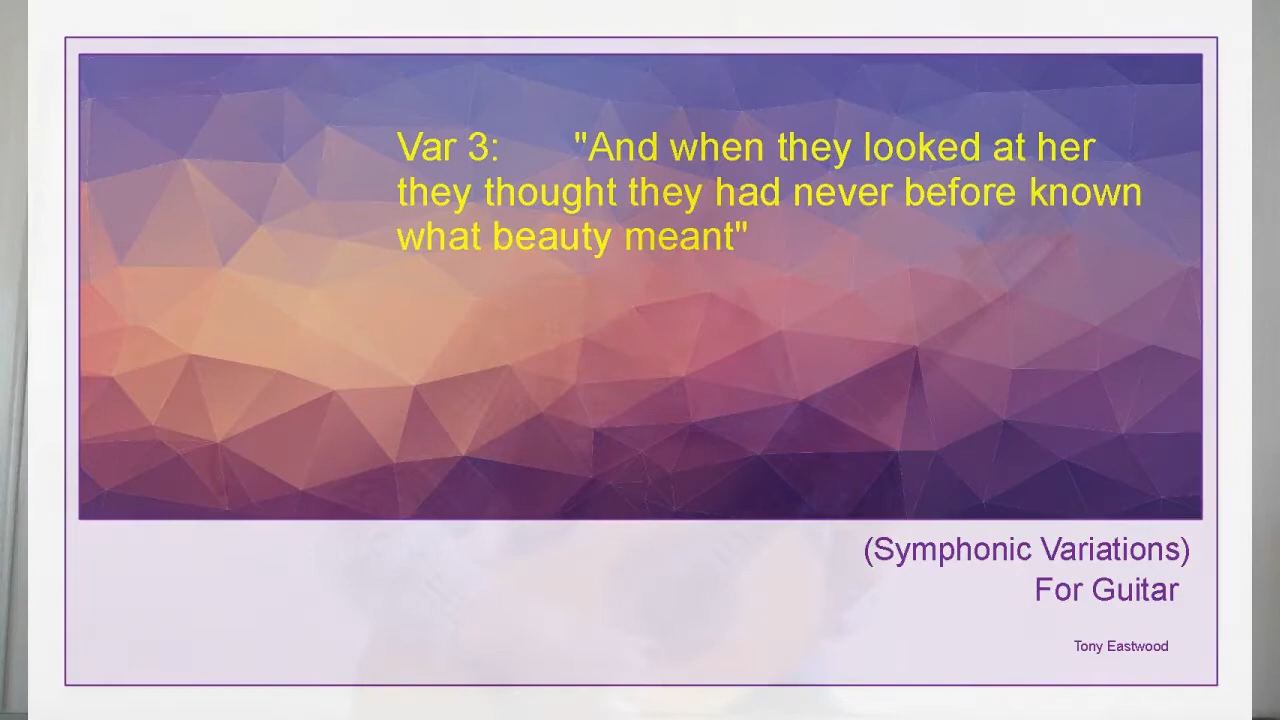 Var 3: "And when they looked at her
they thought they had never before known
what beauty meant"
(Symphonic Variations)
For Guitar
Tony Eastwood